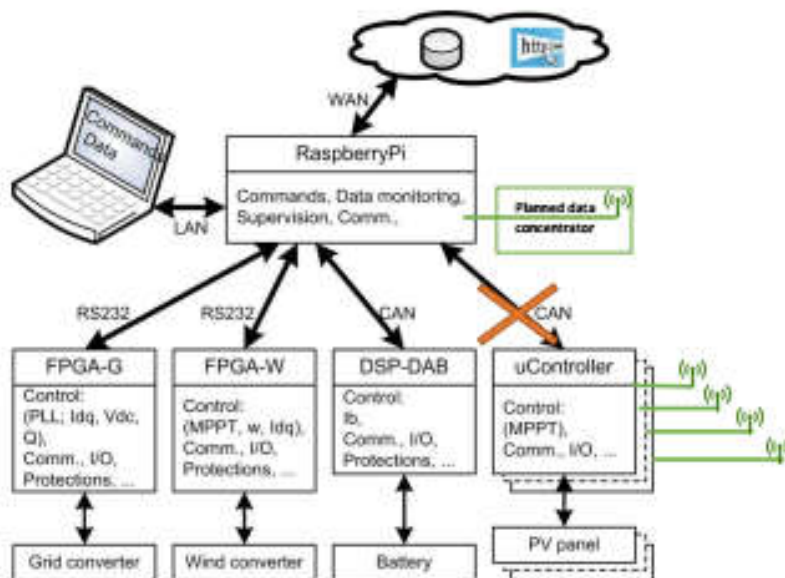 http
WAN
Commands
Data
RaspberryPi
Commands, Data monitoring,
Supervision, Comm.,
Planned data
concentrator
LAN
RS232
RS232
CAN
CAN
FPGA-G
Control:
(PLL; Idq, Vdc,
Q),
Comm., I/O,
Protections, ...
FPGA-W
Control:
(MPPT, w, Idq),
Comm., I/O,
Protections, ...
DSP-DAB
Control:
Ib,
Comm., I/O,
Protections, ...
uController
Control:
(MPPT),
Comm., I/O, ...
Grid converter
Wind converter
Battery
PV panel